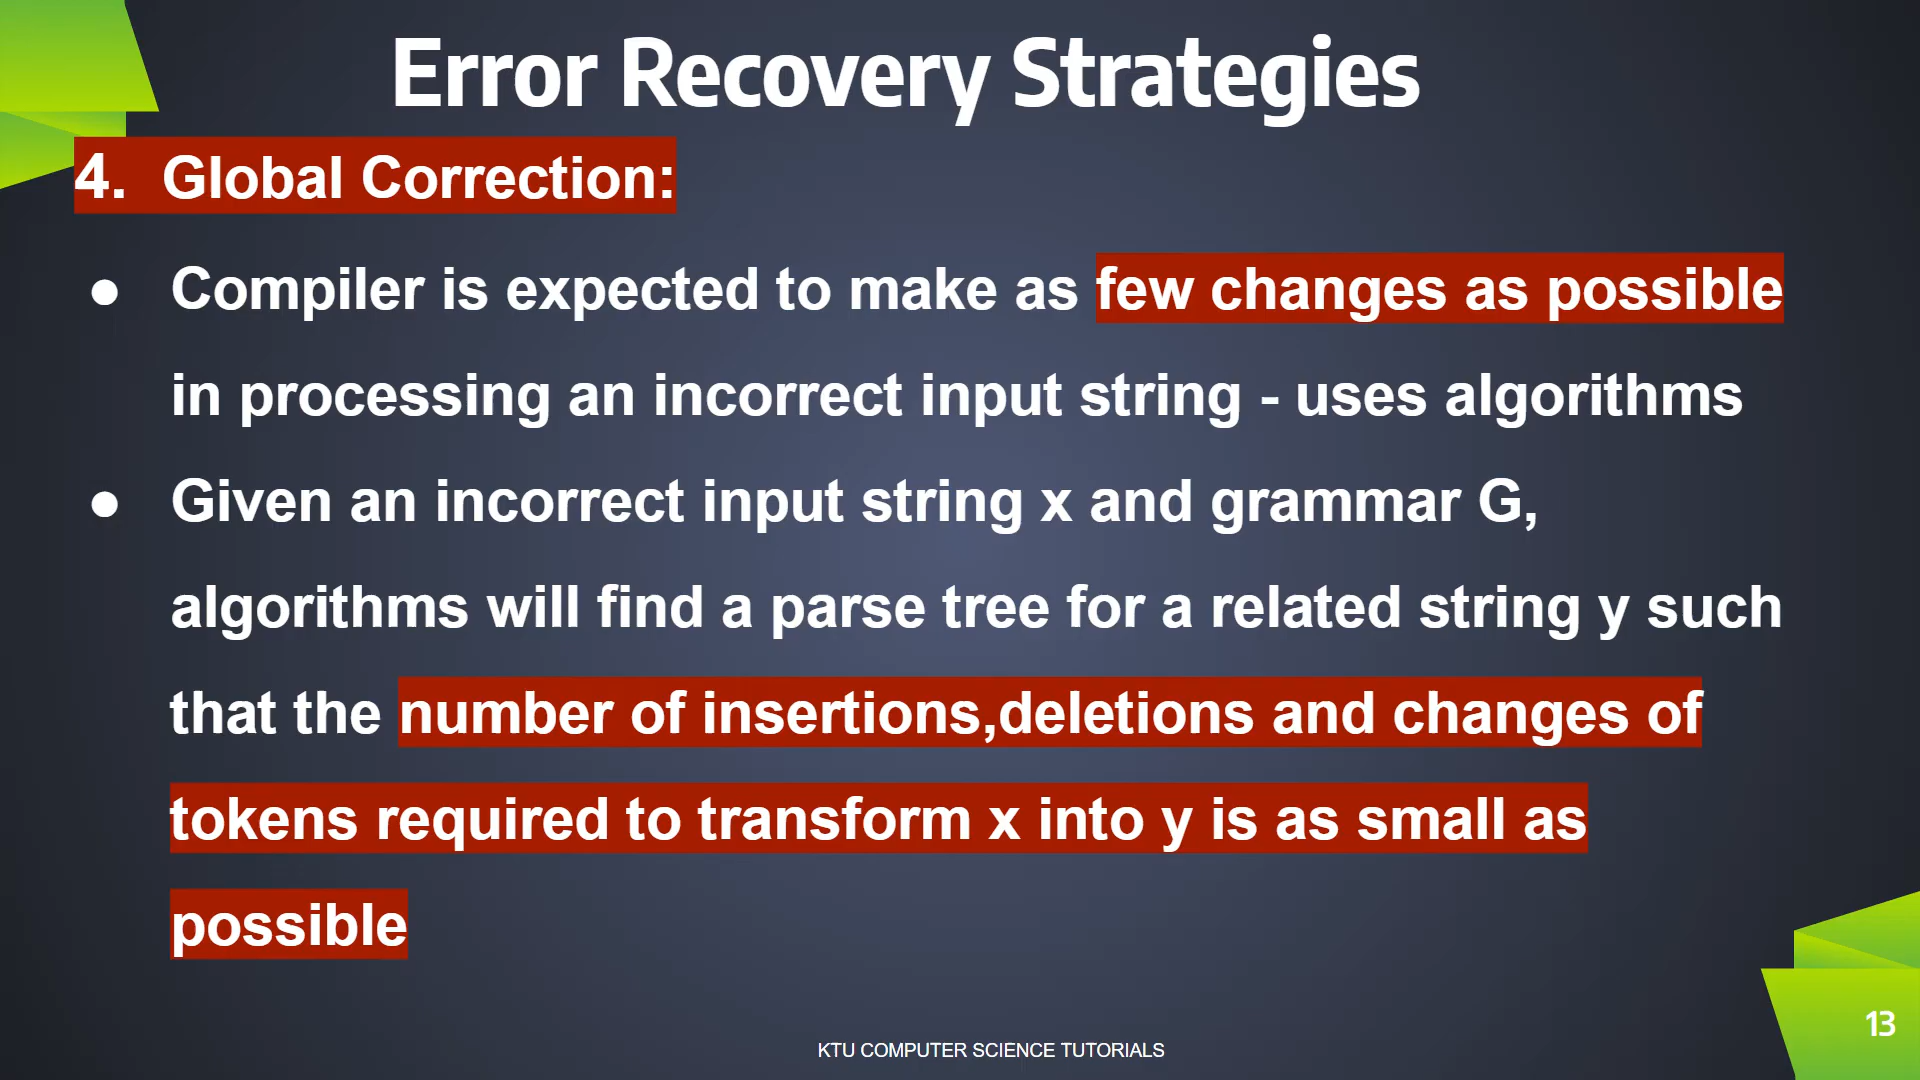 Error Recovery Strategies
4. Global Correction:
● Compiler is expected to make as few changes as possible
in processing an incorrect input string - uses algorithms
● Given an incorrect input string x and grammar G,
algorithms will find a parse tree for a related string y such
that the number of insertions,deletions and changes of
tokens required to transform x into y is as small as
possible
13
KTU COMPUTER SCIENCE TUTORIALS